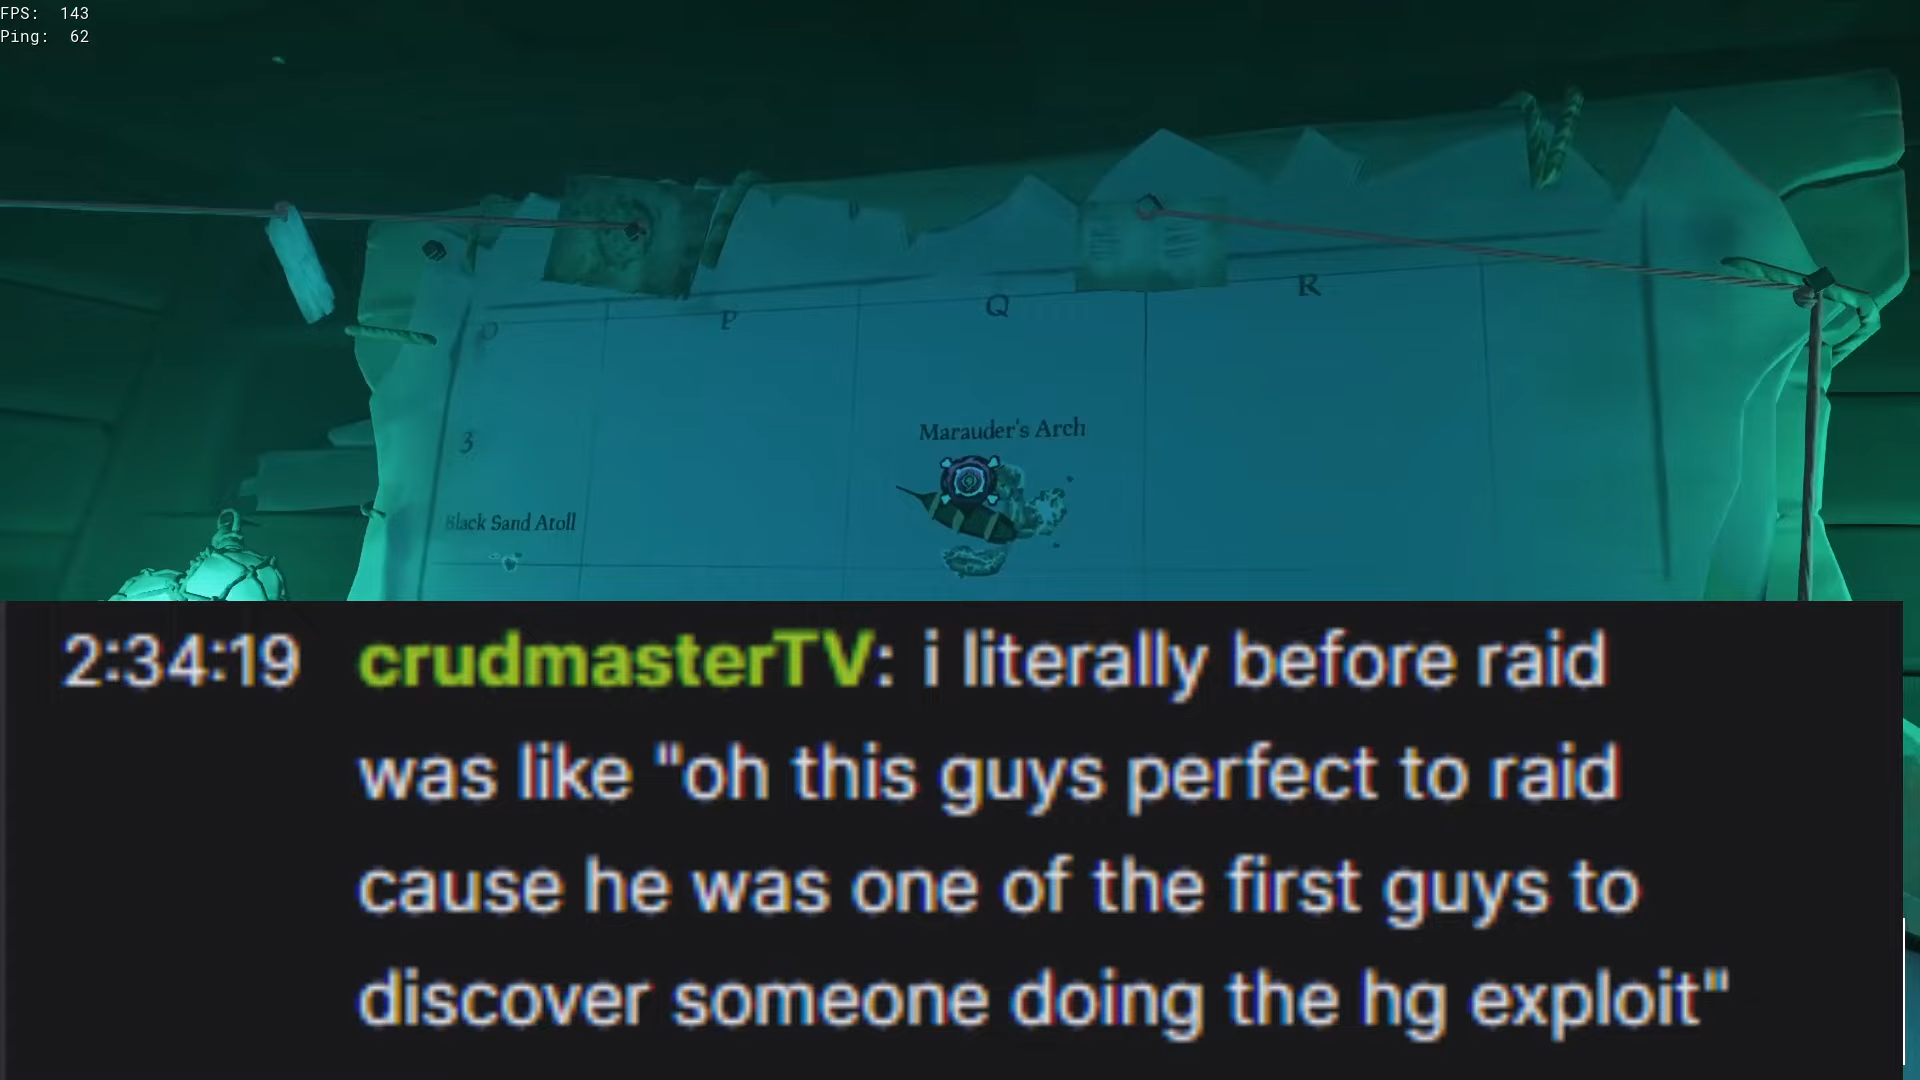 FPS: 143
Ping: 62
O P Q R
Marauder's Arch
3
Black Sand Atoll
2:34:19 crudmasterTV: i literally before raid
was like "oh this guys perfect to raid
cause he was one of the first guys to
discover someone doing the hg exploit"